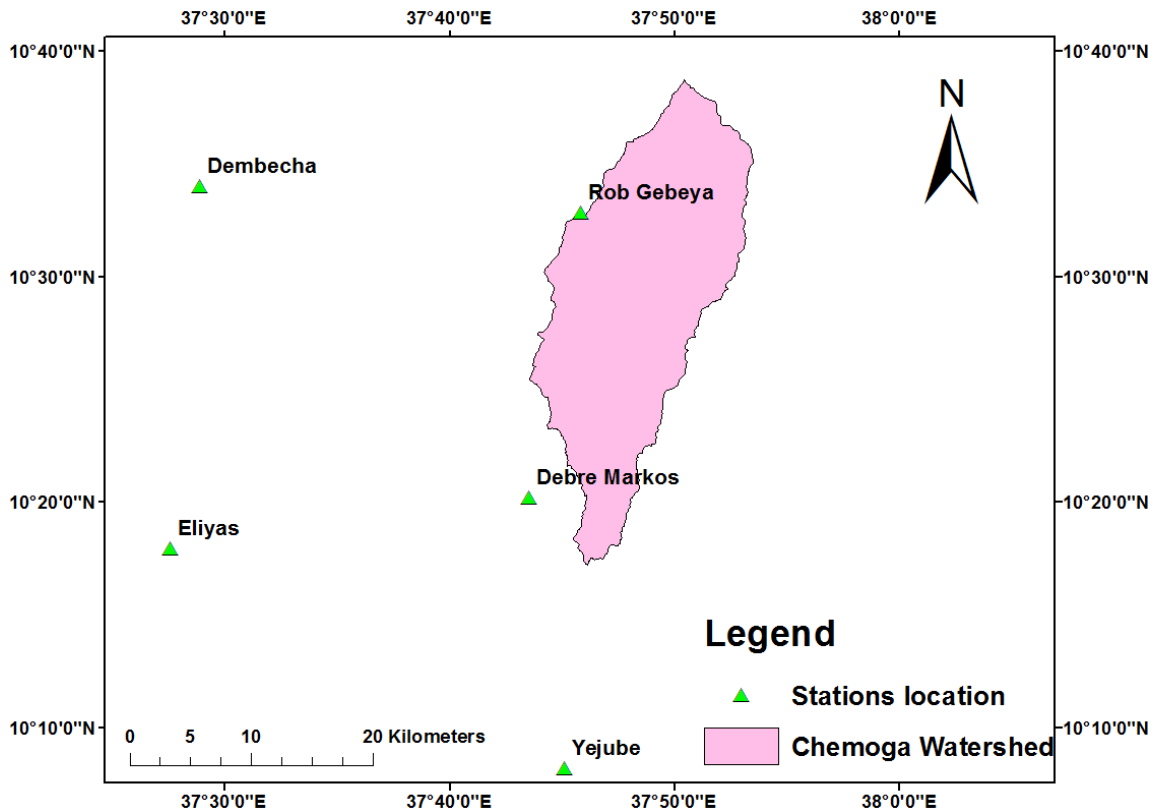 37°30'0"E 37°40'0"E 37°50'0"E 38°0'0"E
10°40'0"N 10°40'0"N
N
Dembecha
Rob Gebeya
10°30'0"N 10°30'0"N
Debre Markos
10°20'0"N 10°20'0"N
Eliyas
Legend
Stations location
10°10'0"N 10°10'0"N
0 5 10 20 Kilometers
Yejube
Chemoga Watershed
37°30'0"E 37°40'0"E 37°50'0"E 38°0'0"E